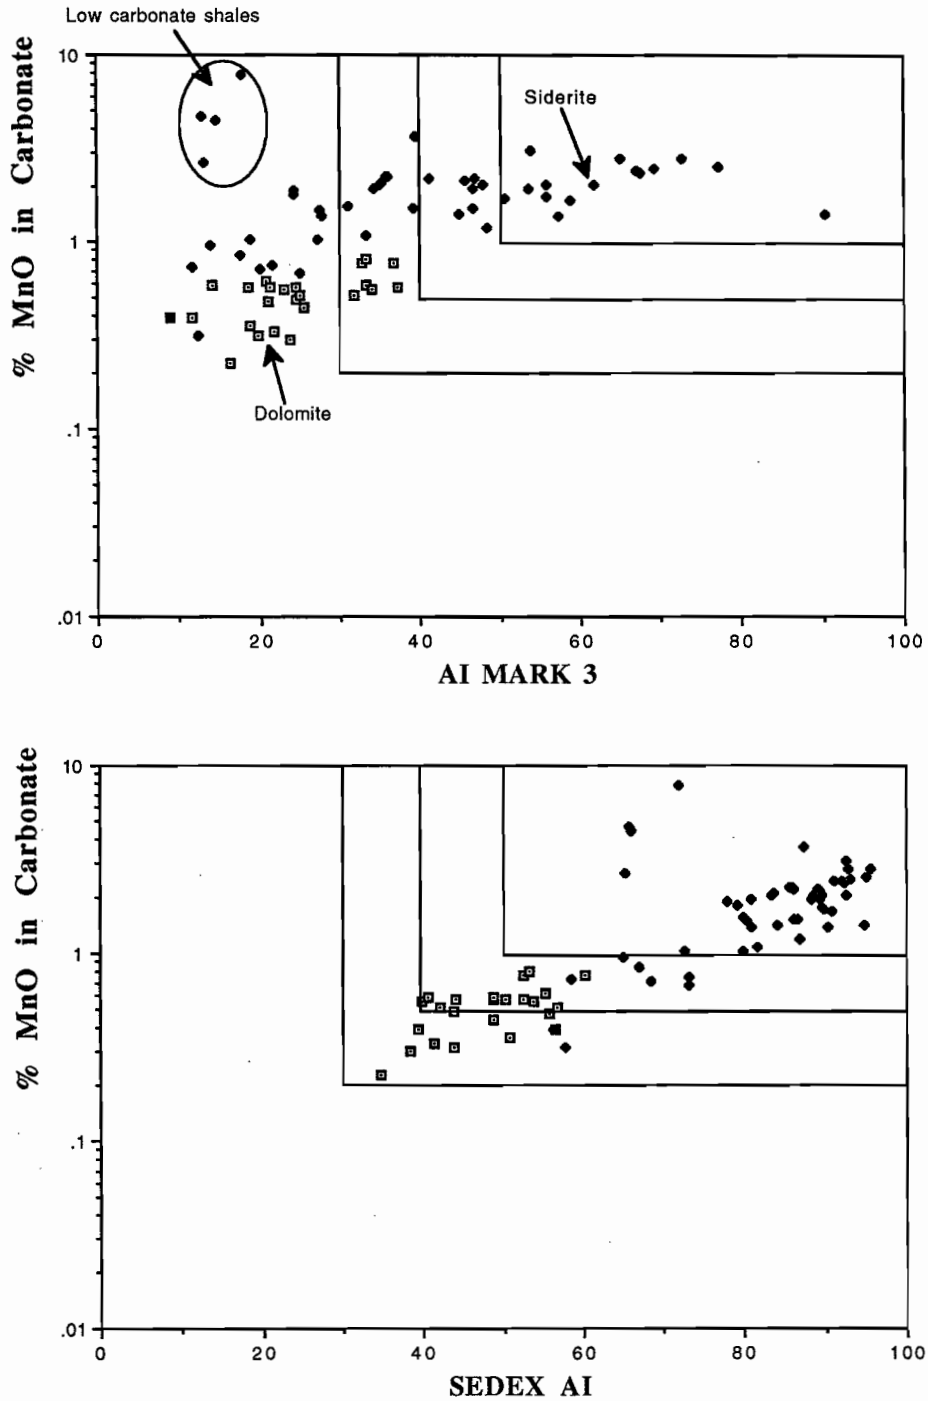 Low carbonate shales
10
Siderite
1
Dolomite
.1
.01
% MnO in Carbonate
0 20 40 60 80 100
AI MARK 3
10
1
.1
.01
% MnO in Carbonate
0 20 40 60 80 100
SEDEX AI